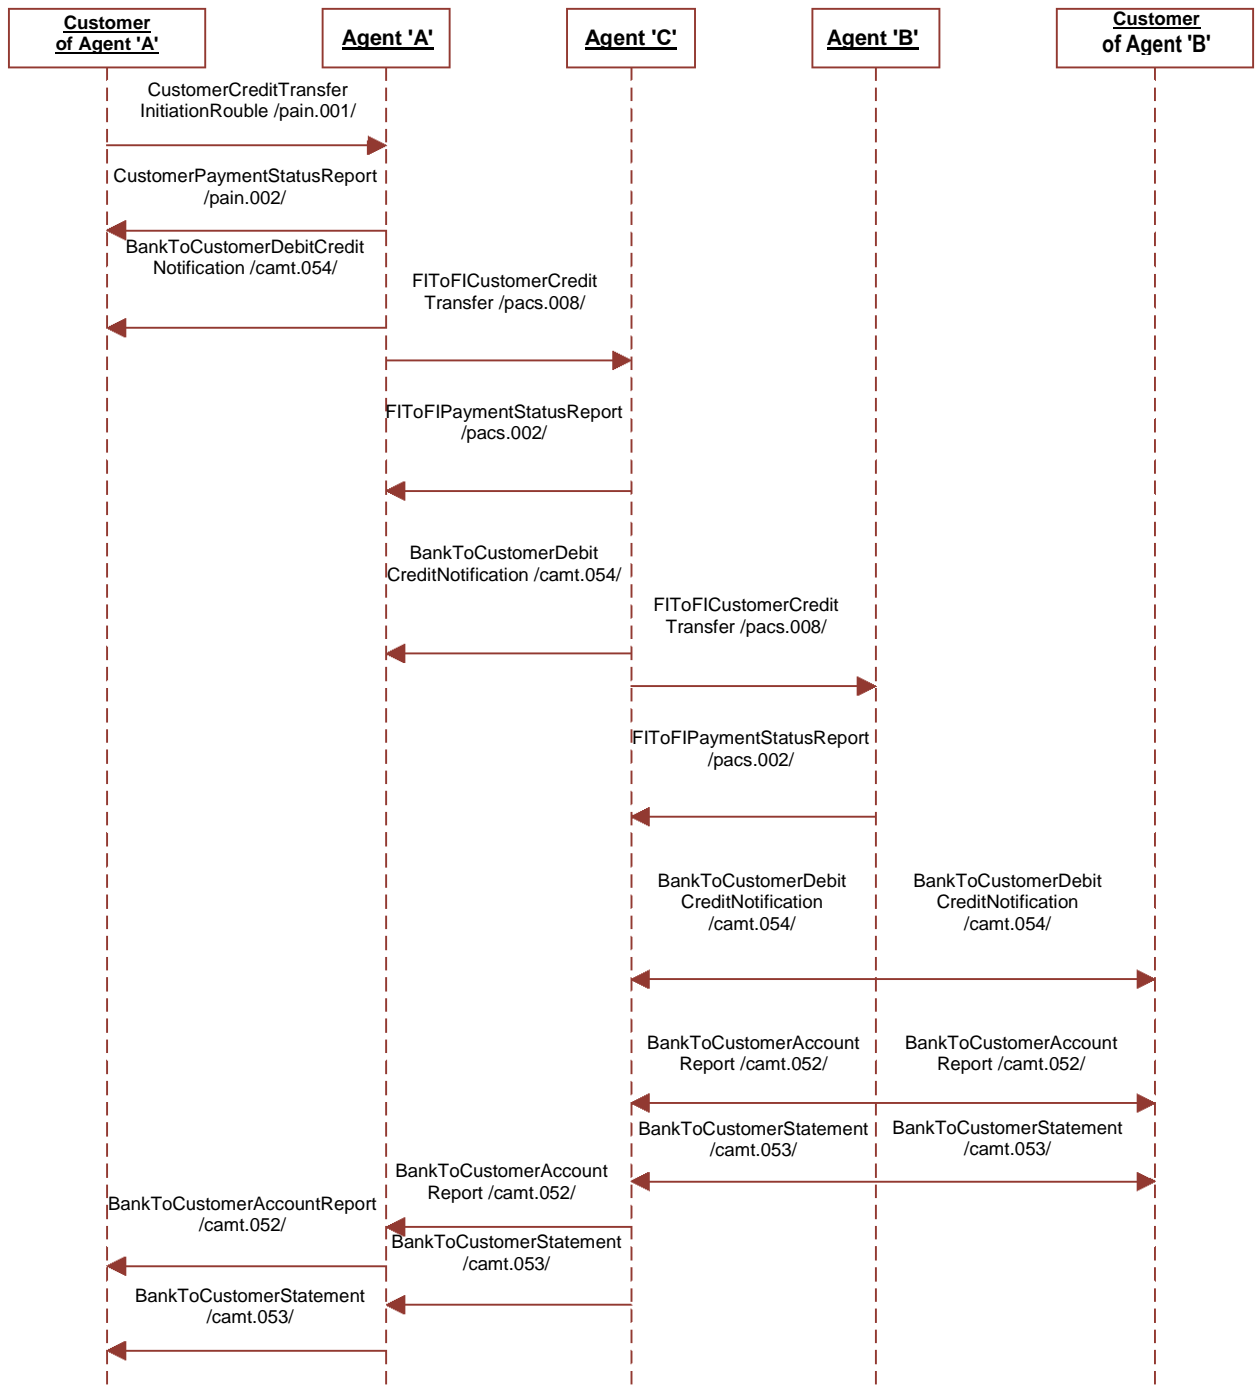 Customer
of Agent 'A'
Agent 'A'
Agent 'C'
Agent 'B'
Customer
of Agent 'B'
CustomerCreditTransfer
InitiationRouble /pain.001/
CustomerPaymentStatusReport
/pain.002/
BankToCustomerDebitCredit
Notification /camt.054/
FIToFICustomerCredit
Transfer /pacs.008/
FIToFIPaymentStatusReport
/pacs.002/
BankToCustomerDebit
CreditNotification /camt.054/
FIToFICustomerCredit
Transfer /pacs.008/
FIToFIPaymentStatusReport
/pacs.002/
BankToCustomerDebit
CreditNotification
/camt.054/
BankToCustomerDebit
CreditNotification
/camt.054/
BankToCustomerAccount
Report /camt.052/
BankToCustomerAccount
Report /camt.052/
BankToCustomerStatement
/camt.053/
BankToCustomerStatement
/camt.053/
BankToCustomerAccount
Report /camt.052/
BankToCustomerAccountReport
/camt.052/
BankToCustomerStatement
/camt.053/
BankToCustomerStatement
/camt.053/